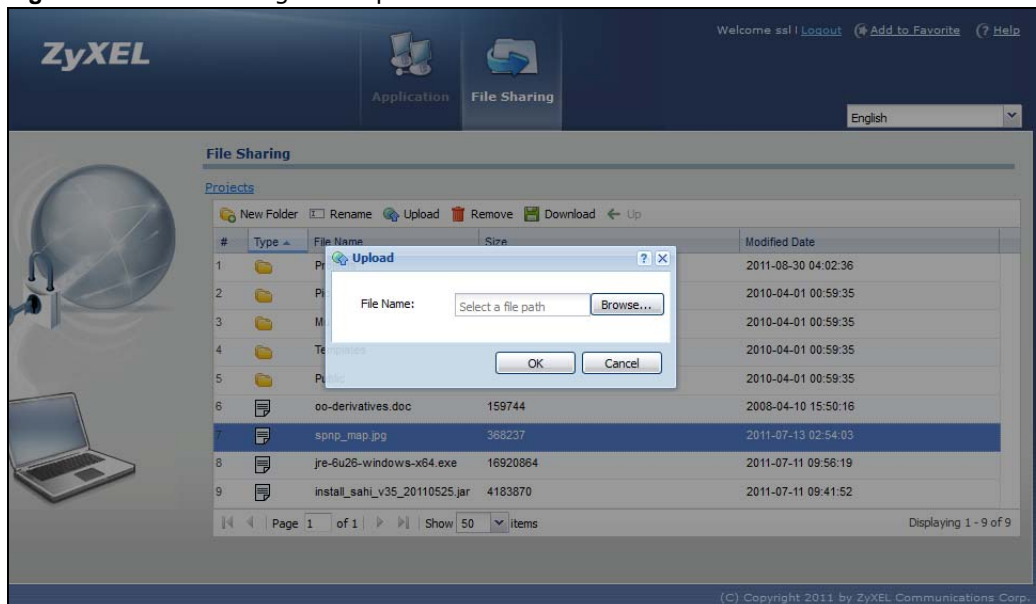 ZyXEL
Welcome ssl | Logout Add to Favorite ? Help
Application
File Sharing
English
File Sharing
Projects
New Folder Rename Upload Remove Download Up
# Type File Name Size Modified Date
1 2011-08-30 04:02:36
2 2010-04-01 00:59:35
3 2010-04-01 00:59:35
4 Templates 2010-04-01 00:59:35
5 Public 2010-04-01 00:59:35
6 oo-derivatives.doc 159744 2008-04-10 15:50:16
7 spnp_map.jpg 368237 2011-07-13 02:54:03
8 jre-6u26-windows-x64.exe 16920864 2011-07-11 09:56:19
9 install_sahi_v35_20110525.jar 4183870 2011-07-11 09:41:52
Upload ? X
File Name: Select a file path Browse...
OK Cancel
Page 1 of 1 Show 50 items Displaying 1 - 9 of 9
(C) Copyright 2011 by ZyXEL Communications Corp.